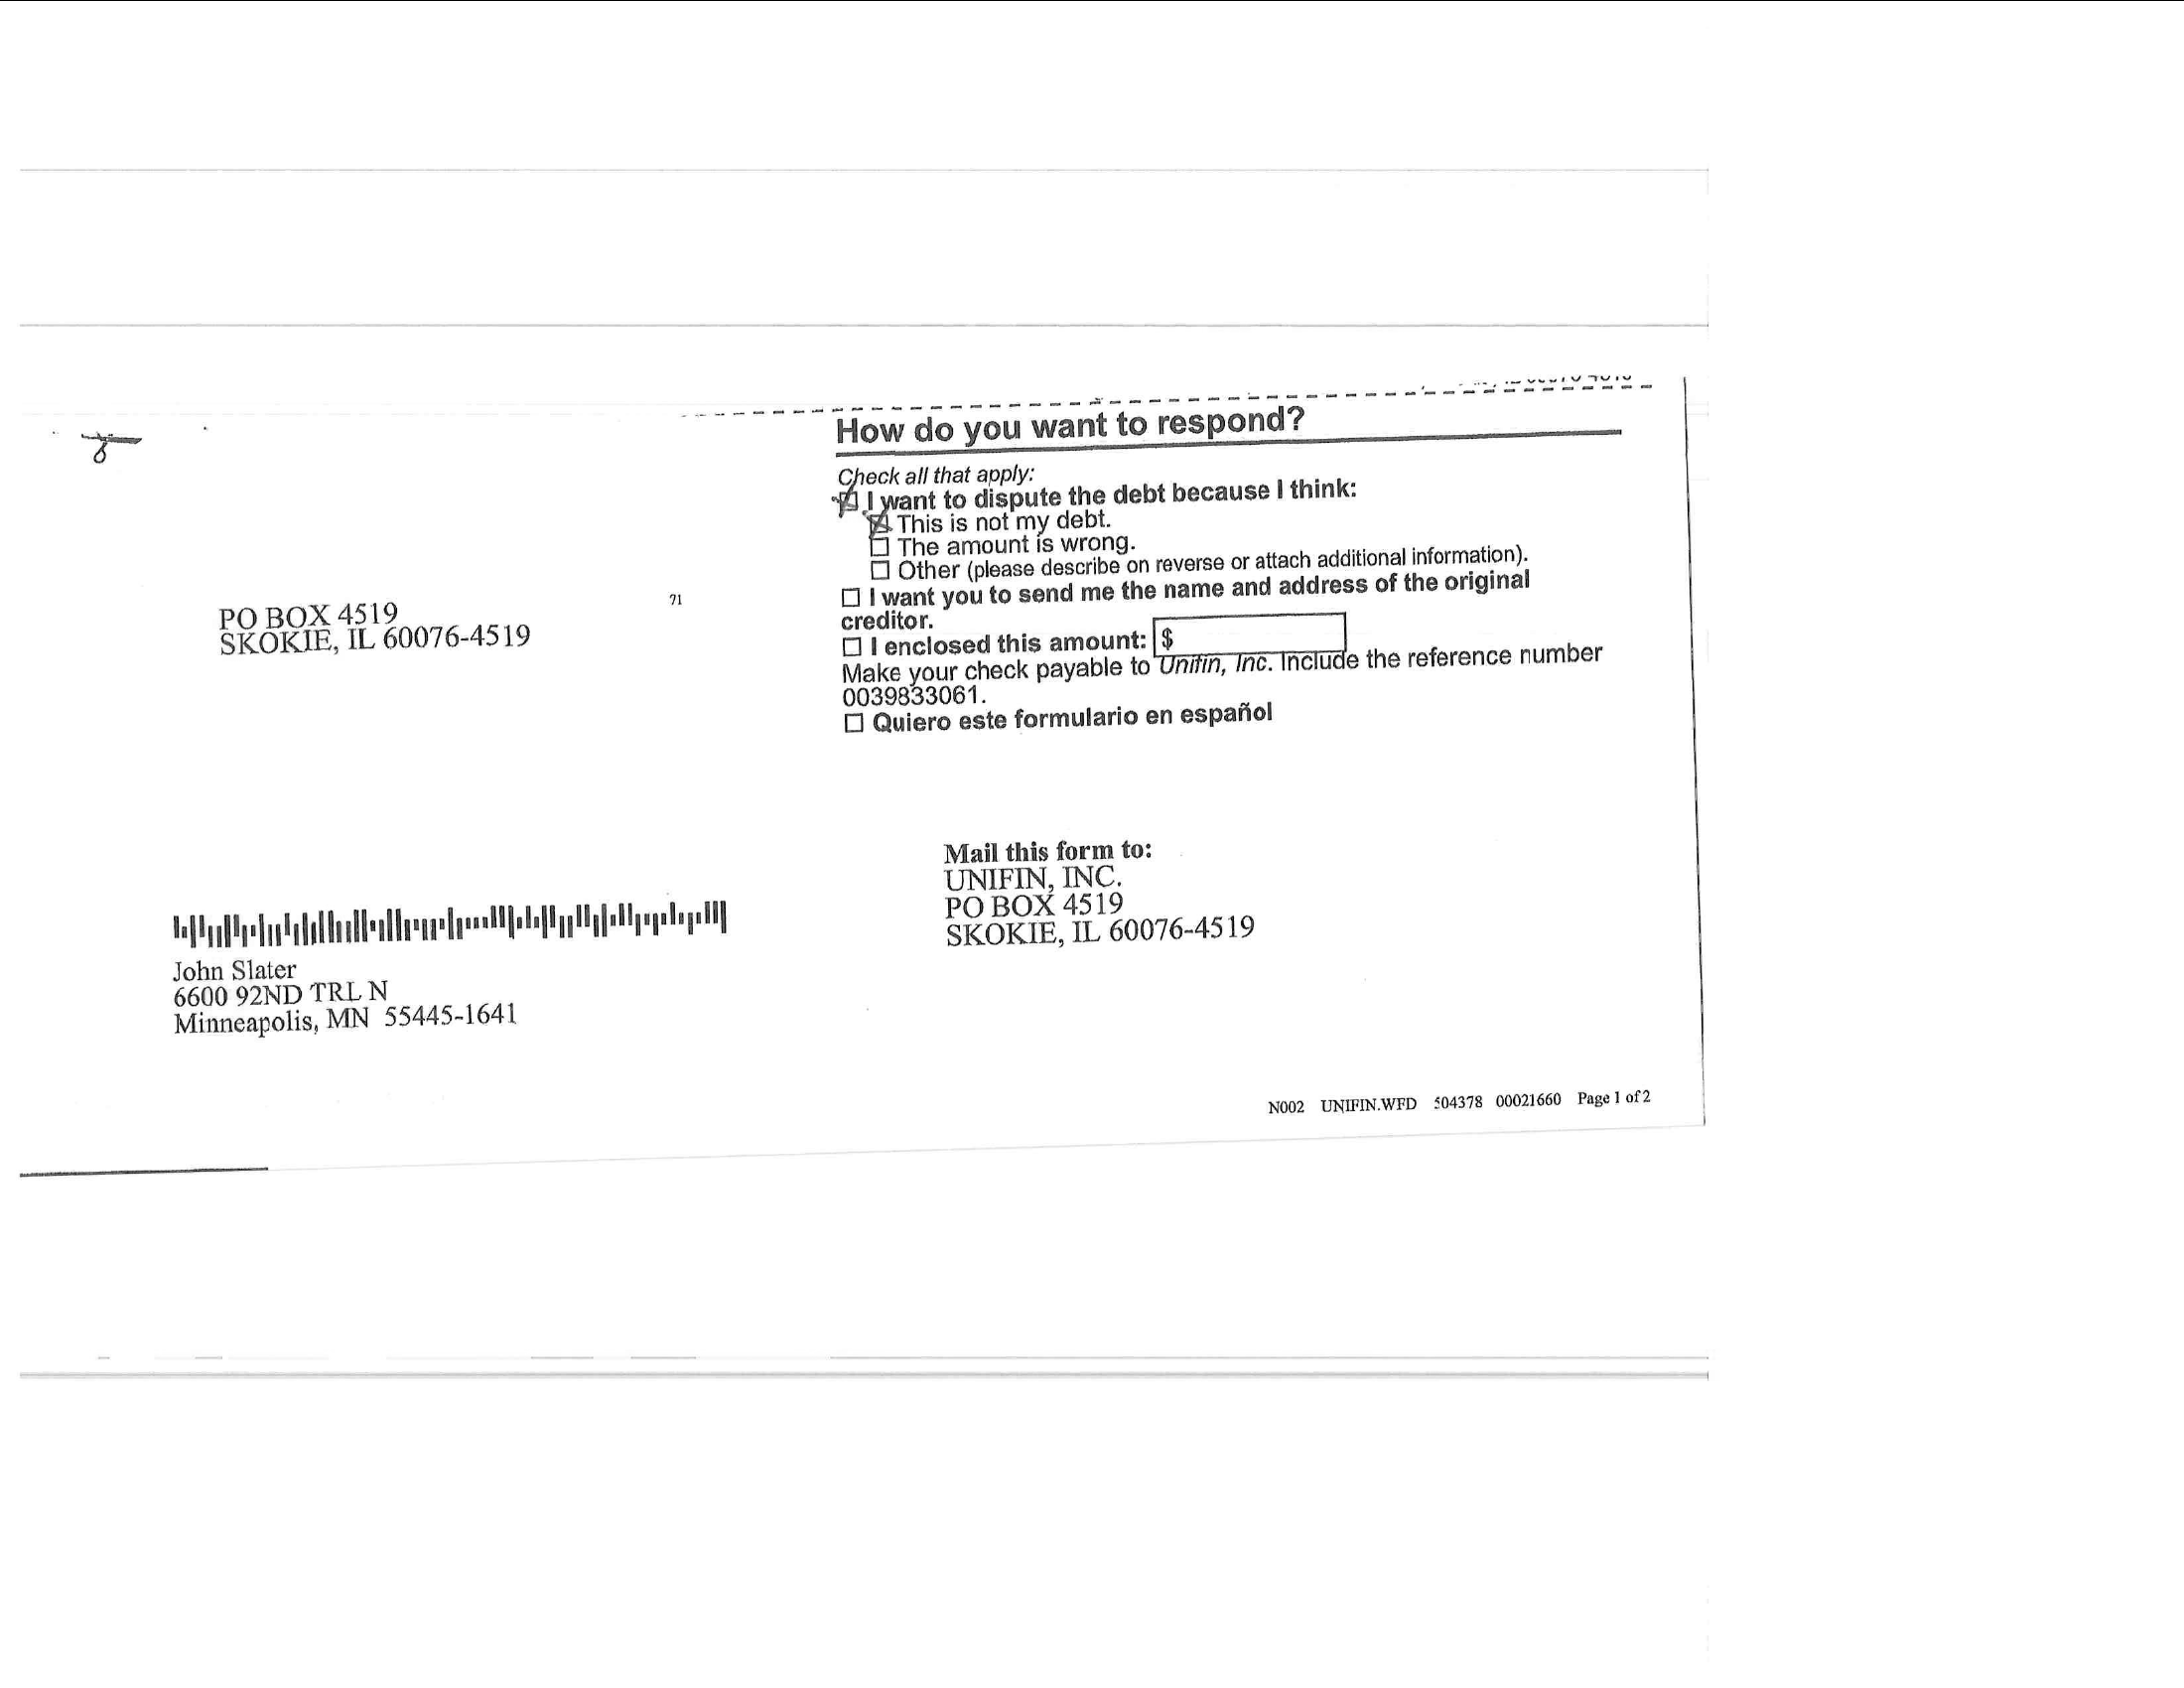 How do you want to respond?
Check all that apply:
I want to dispute the debt because I think:
This is not my debt.
The amount is wrong.
Other (please describe on reverse or attach additional information).
I want you to send me the name and address of the original
creditor.
I enclosed this amount: $
Make your check payable to Unifin, Inc. Include the reference number
0039833061.
Quiero este formulario en español
PO BOX 4519
SKOKIE, IL 60076-4519
71
John Slater
6600 92ND TRL N
Minneapolis, MN 55445-1641
Mail this form to:
UNIFIN, INC.
PO BOX 4519
SKOKIE, IL 60076-4519
N002 UNIFIN.WFD 504378 00021660 Page 1 of 2